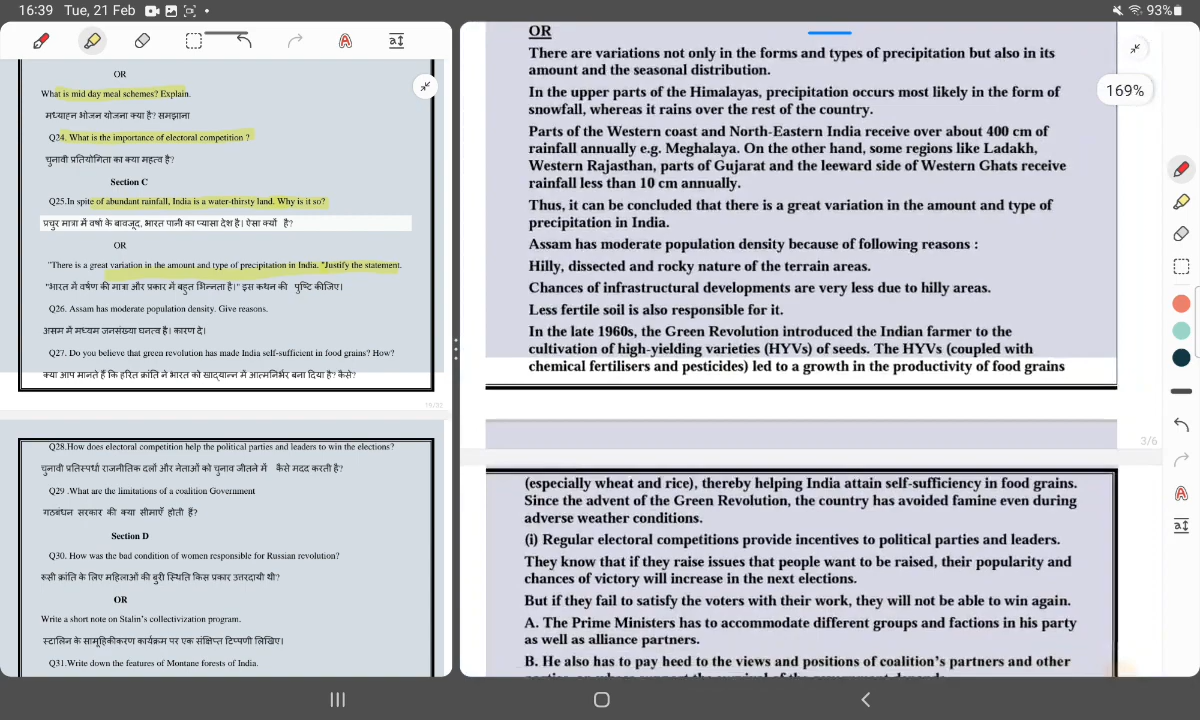 16:39 Tue, 21 Feb
93%
OR
What is mid day meal schemes? Explain.
मध्याह्न भोजन योजना क्या है? समझाना
Q24. What is the importance of electoral competition ?
चुनावी प्रतियोगिता का क्या महत्व है?
Section C
Q25.In spite of abundant rainfall, India is a water-thirsty land. Why is it so?
प्रचुर मात्रा में वर्षा के बावजूद, भारत पानी का प्यासा देश है। ऐसा क्यों है?
OR
"There is a great variation in the amount and type of precipitation in India. "Justify the statement.
"भारत में वर्षण की मात्रा और प्रकार में बहुत भिन्नता है।" इस कथन की पुष्टि कीजिए।
Q26. Assam has moderate population density. Give reasons.
असम में मध्यम जनसंख्या घनत्व है। कारण दे।
Q27. Do you believe that green revolution has made India self-sufficient in food grains? How?
क्या आप मानते हैं कि हरित क्रांति ने भारत को खाद्यान्न में आत्मनिर्भर बना दिया है? कैसे?
Q28.How does electoral competition help the political parties and leaders to win the elections?
चुनावी प्रतिस्पर्धा राजनीतिक दलों और नेताओं को चुनाव जीतने में कैसे मदद करती है?
Q29 .What are the limitations of a coalition Government
गठबंधन सरकार की क्या सीमाएँ होती हैं?
Section D
Q30. How was the bad condition of women responsible for Russian revolution?
रूसी क्रांति के लिए महिलाओं की बुरी स्थिति किस प्रकार उत्तरदायी थी?
OR
Write a short note on Stalin's collectivization program.
स्टालिन के सामूहिकीकरण कार्यक्रम पर एक संक्षिप्त टिप्पणी लिखिए।
Q31.Write down the features of Montane forests of India.
OR
There are variations not only in the forms and types of precipitation but also in its
amount and the seasonal distribution.
In the upper parts of the Himalayas, precipitation occurs most likely in the form of
snowfall, whereas it rains over the rest of the country.
Parts of the Western coast and North-Eastern India receive over about 400 cm of
rainfall annually e.g. Meghalaya. On the other hand, some regions like Ladakh,
Western Rajasthan, parts of Gujarat and the leeward side of Western Ghats receive
rainfall less than 10 cm annually.
Thus, it can be concluded that there is a great variation in the amount and type of
precipitation in India.
Assam has moderate population density because of following reasons :
Hilly, dissected and rocky nature of the terrain areas.
Chances of infrastructural developments are very less due to hilly areas.
Less fertile soil is also responsible for it.
In the late 1960s, the Green Revolution introduced the Indian farmer to the
cultivation of high-yielding varieties (HYVs) of seeds. The HYVs (coupled with
chemical fertilisers and pesticides) led to a growth in the productivity of food grains
169%
3/6
(especially wheat and rice), thereby helping India attain self-sufficiency in food grains.
Since the advent of the Green Revolution, the country has avoided famine even during
adverse weather conditions.
(i) Regular electoral competitions provide incentives to political parties and leaders.
They know that if they raise issues that people want to be raised, their popularity and
chances of victory will increase in the next elections.
But if they fail to satisfy the voters with their work, they will not be able to win again.
A. The Prime Ministers has to accommodate different groups and factions in his party
as well as alliance partners.
B. He also has to pay heed to the views and positions of coalition's partners and other